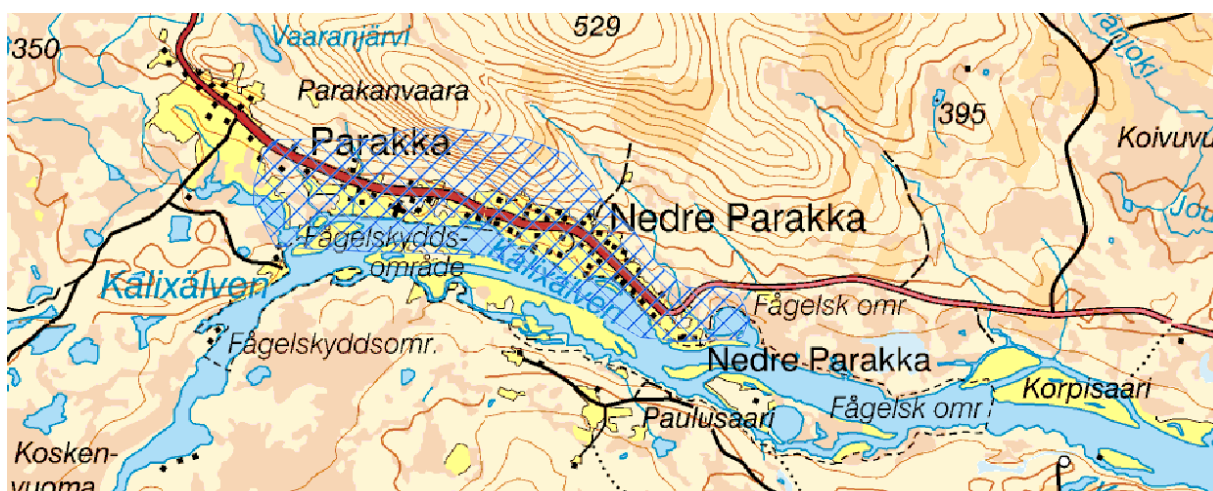 350
Vaaranjärvi
529
Parakanvaara
395
Koivuvu
Parakka
Nedre Parakka
Fågelskydds-
område
Kalixälven
Kalixälven
Fågelsk omr
Fågelskyddsomr.
Nedre Parakka
Korpisaari
Paulusaari
Fågelsk omr
Kosken-
vuoma